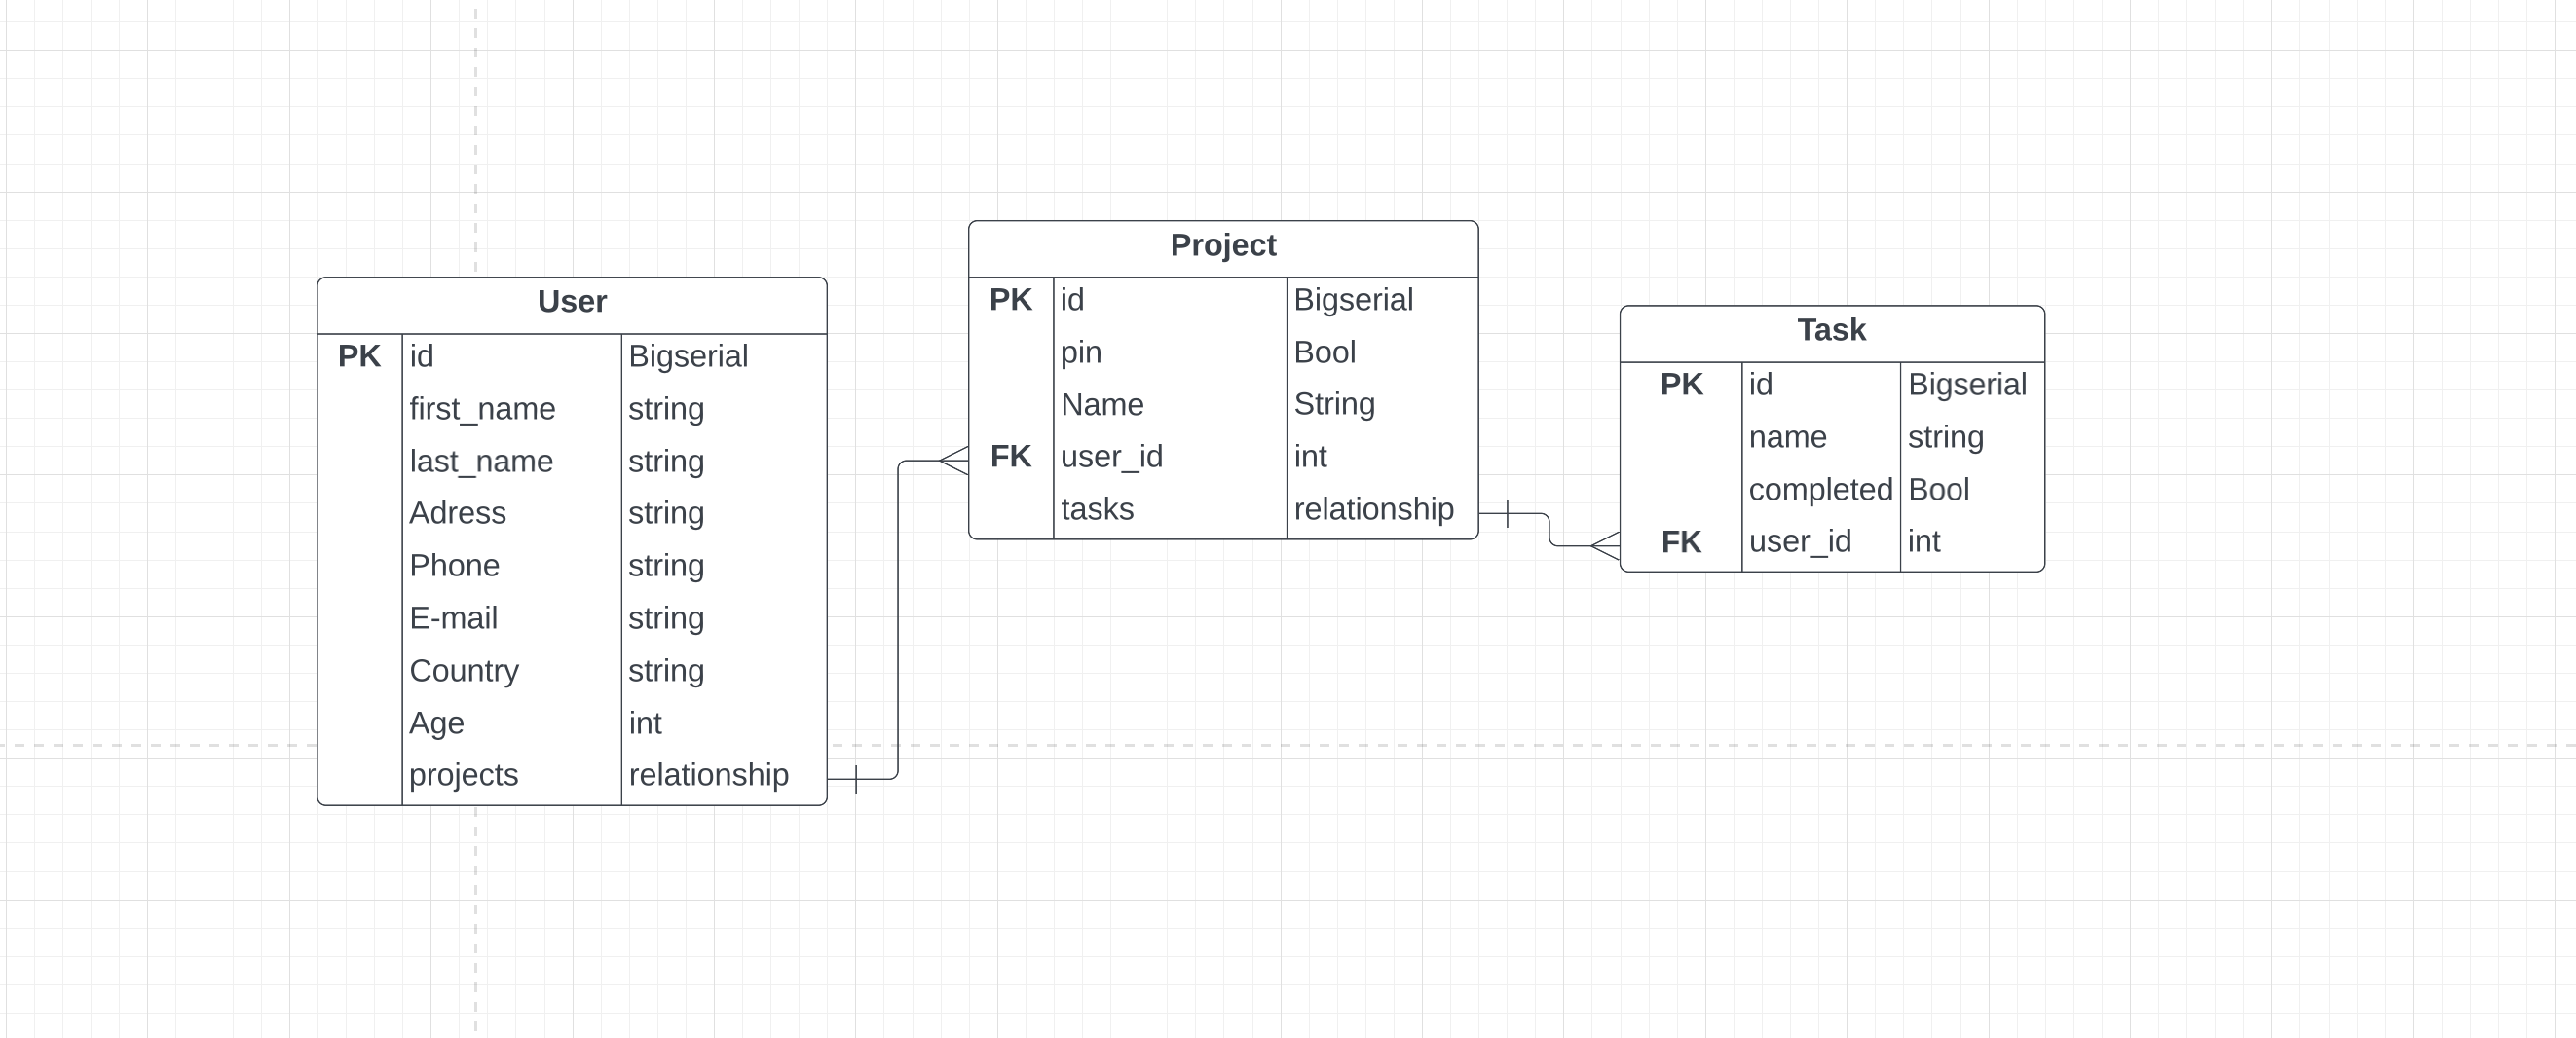 User
PK id Bigserial
first_name string
last_name string
Adress string
Phone string
E-mail string
Country string
Age int
projects relationship
Project
PK id Bigserial
pin Bool
Name String
FK user_id int
tasks relationship
Task
PK id Bigserial
name string
completed Bool
FK user_id int